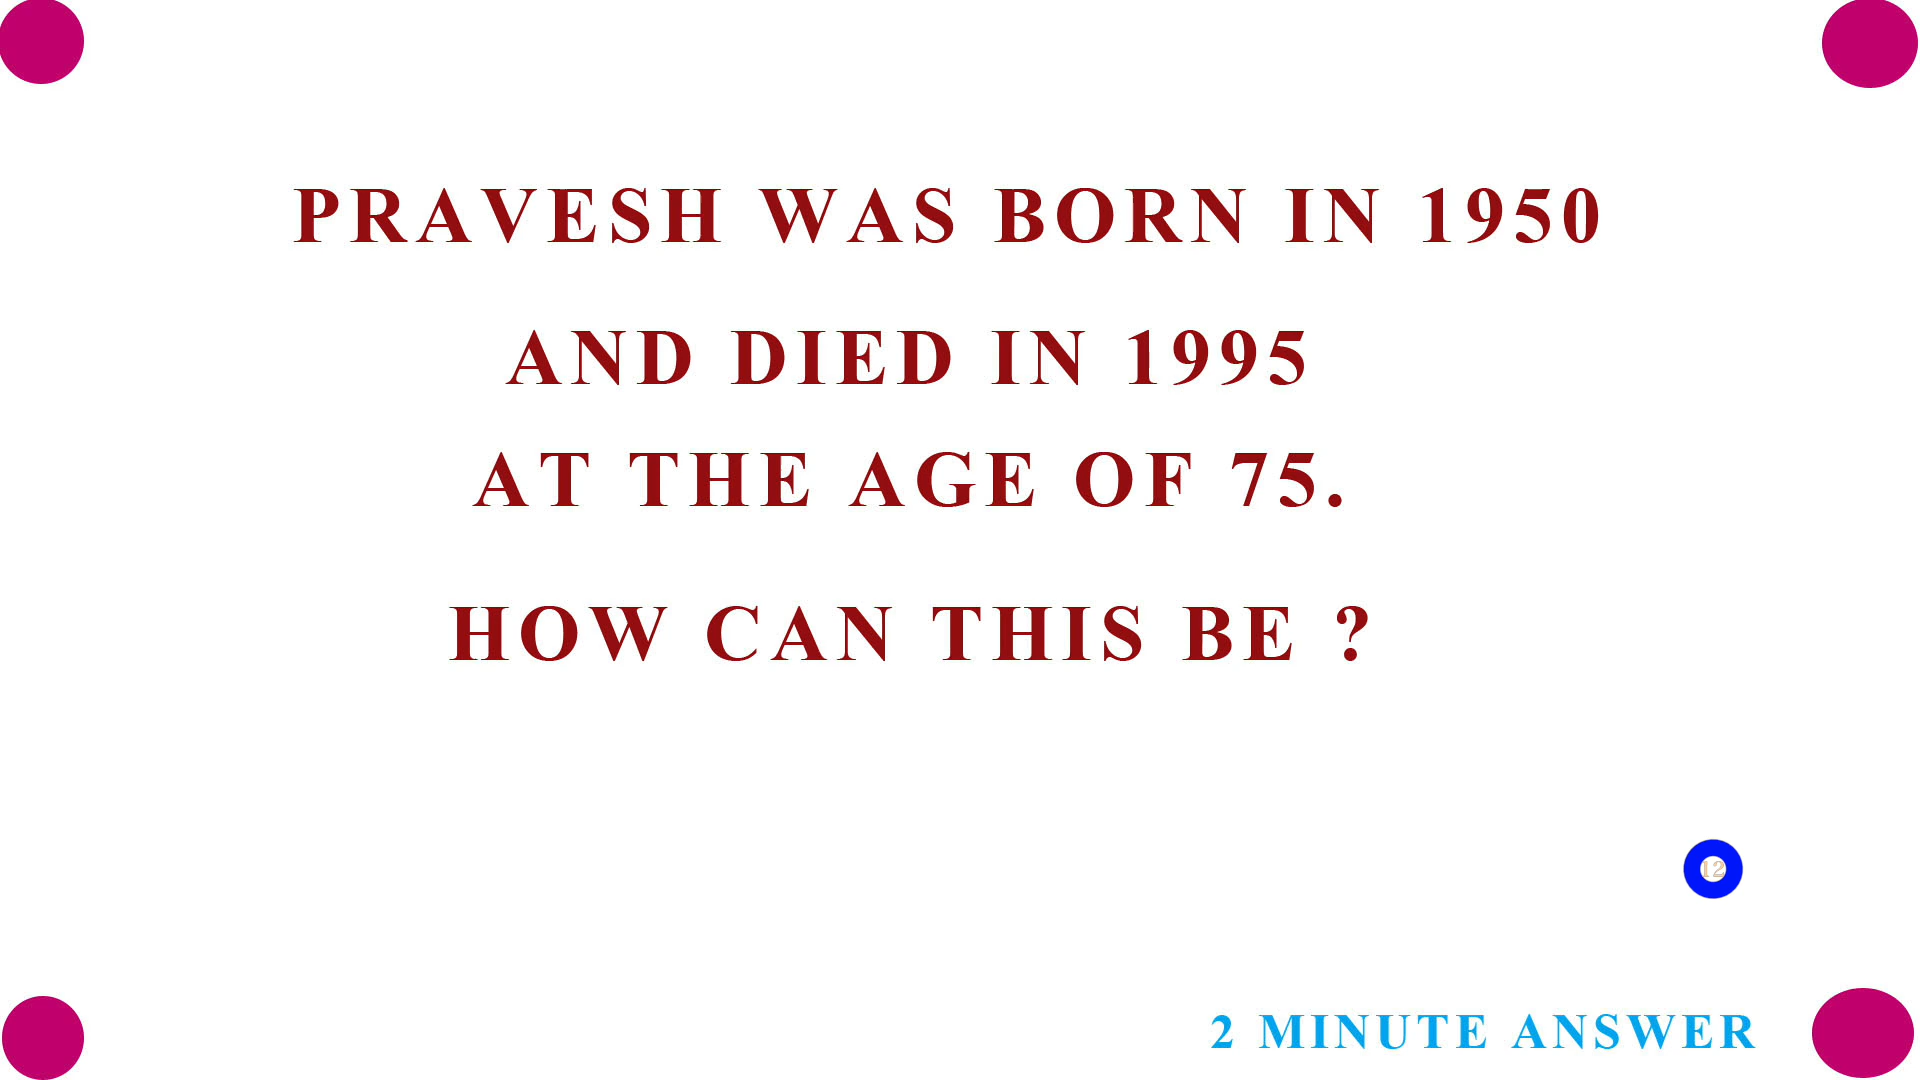 PRAVESH WAS BORN IN 1950
AND DIED IN 1995
AT THE AGE OF 75.
HOW CAN THIS BE ?
12
2 MINUTE ANSWER